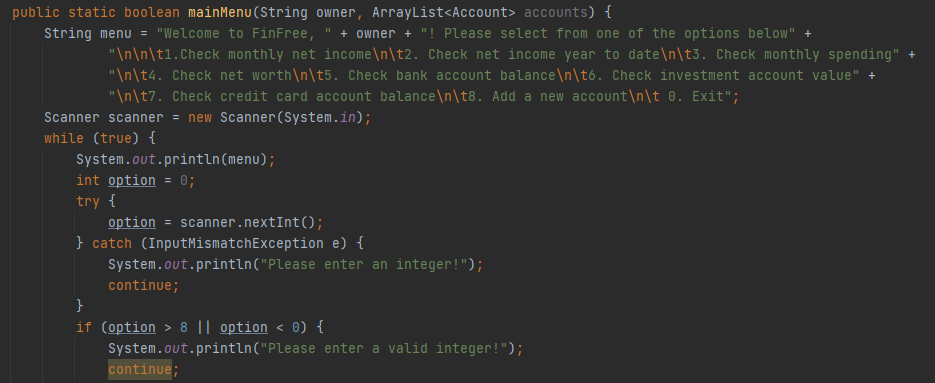 public static boolean mainMenu(String owner, ArrayList<Account> accounts) {
    String menu = "Welcome to FinFree, " + owner + "! Please select from one of the options below" +
            "\n\n\t1.Check monthly net income\n\t2. Check net income year to date\n\t3. Check monthly spending" +
            "\n\t4. Check net worth\n\t5. Check bank account balance\n\t6. Check investment account value" +
            "\n\t7. Check credit card account balance\n\t8. Add a new account\n\t 0. Exit";
    Scanner scanner = new Scanner(System.in);
    while (true) {
        System.out.println(menu);
        int option = 0;
        try {
            option = scanner.nextInt();
        } catch (InputMismatchException e) {
            System.out.println("Please enter an integer!");
            continue;
        }
        if (option > 8 || option < 0) {
            System.out.println("Please enter a valid integer!");
            continue;